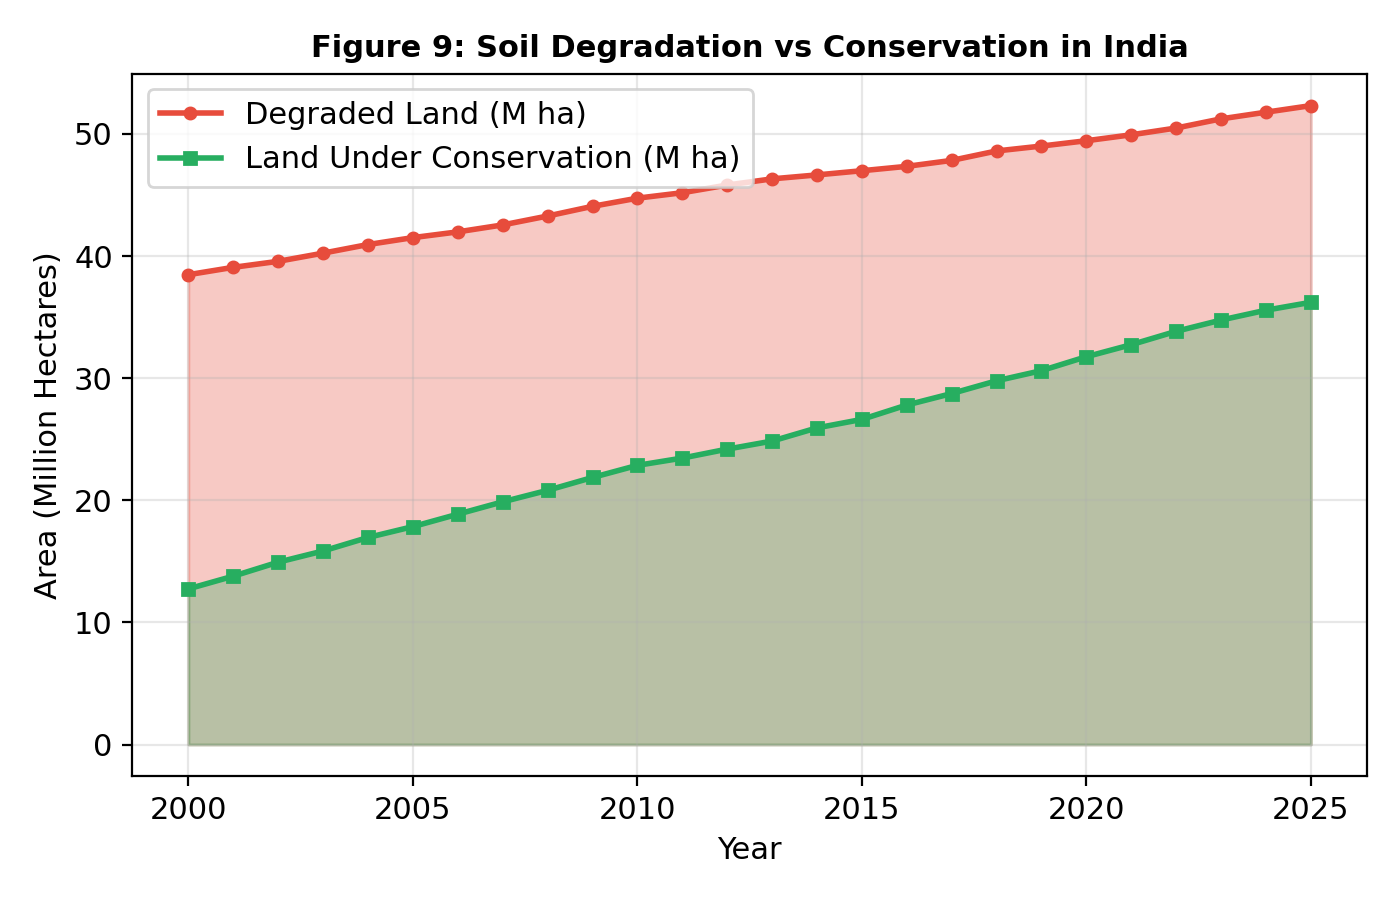 Figure 9: Soil Degradation vs Conservation in India
Degraded Land (M ha)
Land Under Conservation (M ha)
Area (Million Hectares)
50
40
30
20
10
0
2000 2005 2010 2015 2020 2025
Year